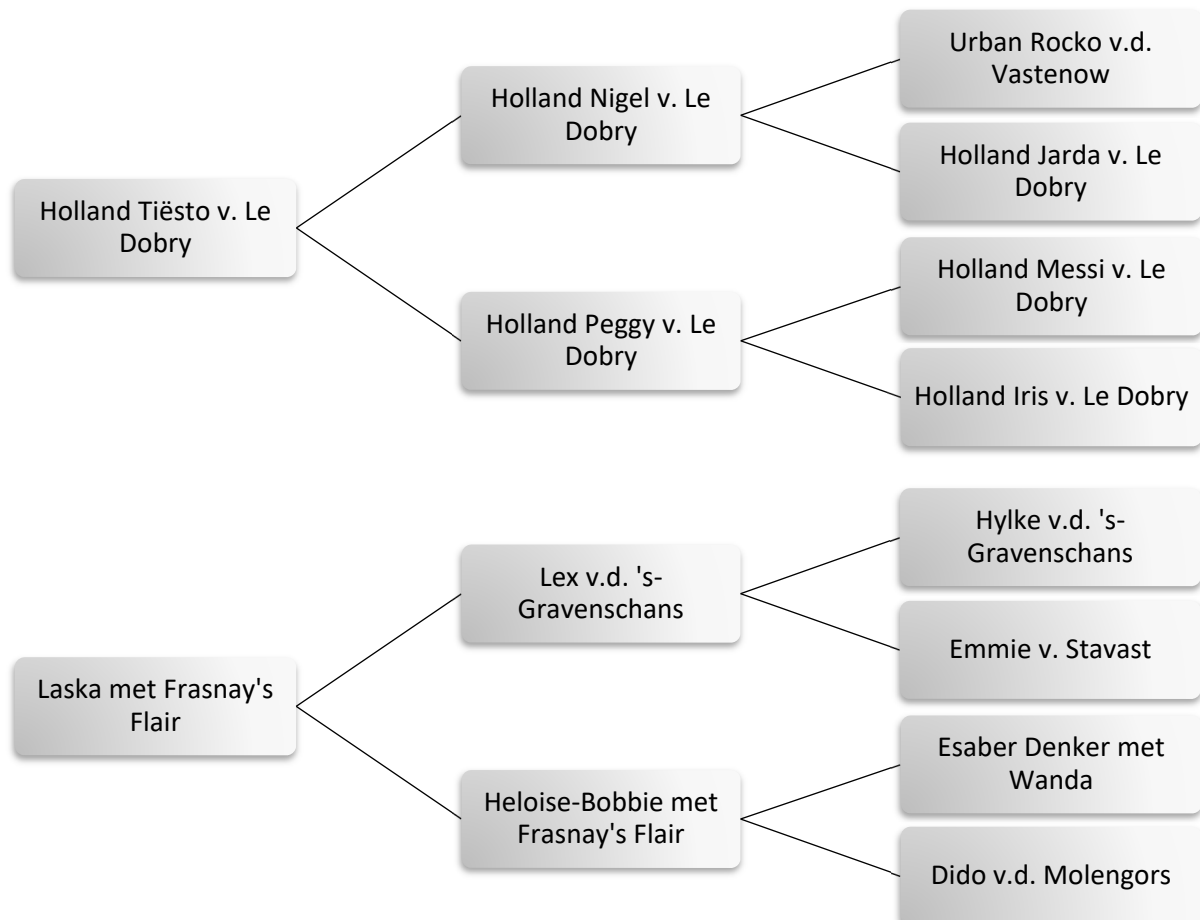 Urban Rocko v.d.
Vastenow
Holland Nigel v. Le
Dobry
Holland Jarda v. Le
Dobry
Holland Tiësto v. Le
Dobry
Holland Messi v. Le
Dobry
Holland Peggy v. Le
Dobry
Holland Iris v. Le Dobry
Hylke v.d. 's-
Gravenschans
Lex v.d. 's-
Gravenschans
Emmie v. Stavast
Laska met Frasnay's
Flair
Esaber Denker met
Wanda
Heloise-Bobbie met
Frasnay's Flair
Dido v.d. Molengors